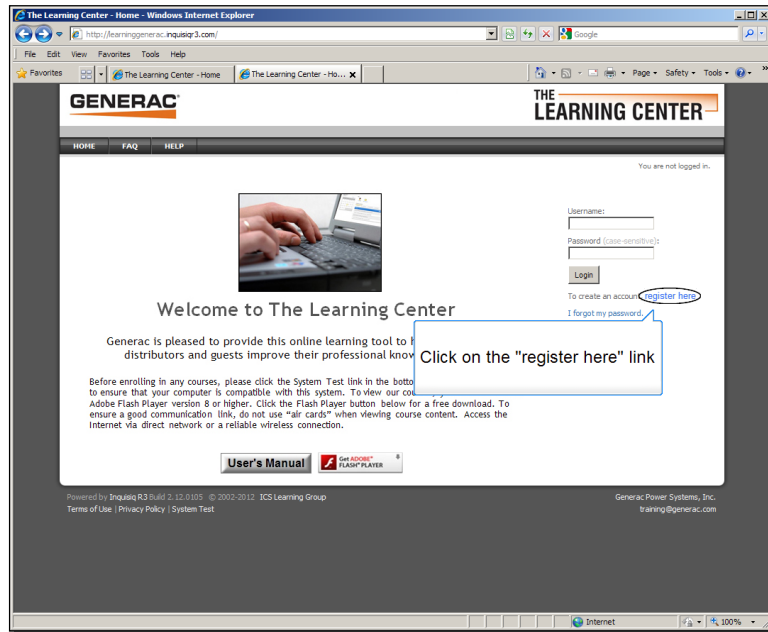 The Learning Center - Home - Windows Internet Explorer
http://learninggenerac.inquisiqr3.com/
Google
File Edit View Favorites Tools Help
Favorites The Learning Center - Home The Learning Center - Ho... Page Safety Tools
GENERAC THE
LEARNING CENTER
HOME FAQ HELP
You are not logged in.
Username:
Password (case-sensitive):
Login
To create an account register here
I forgot my password.
Welcome to The Learning Center
Generac is pleased to provide this online learning tool to
distributors and guests improve their professional
Click on the "register here" link
Before enrolling in any courses, please click the System Test link in the
to ensure that your computer is compatible with this system. To view our
Adobe Flash Player version 8 or higher. Click the Flash Player button below for a free download. To
ensure a good communication link, do not use “air cards” when viewing course content. Access the
Internet via direct network or a reliable wireless connection.
User's Manual Get ADOBE® FLASH® PLAYER
Powered by Inquisiq R3 Build 2.12.0105 © 2002-2012 ICS Learning Group Generac Power Systems, Inc.
Terms of Use | Privacy Policy | System Test training@generac.com
Internet 100%